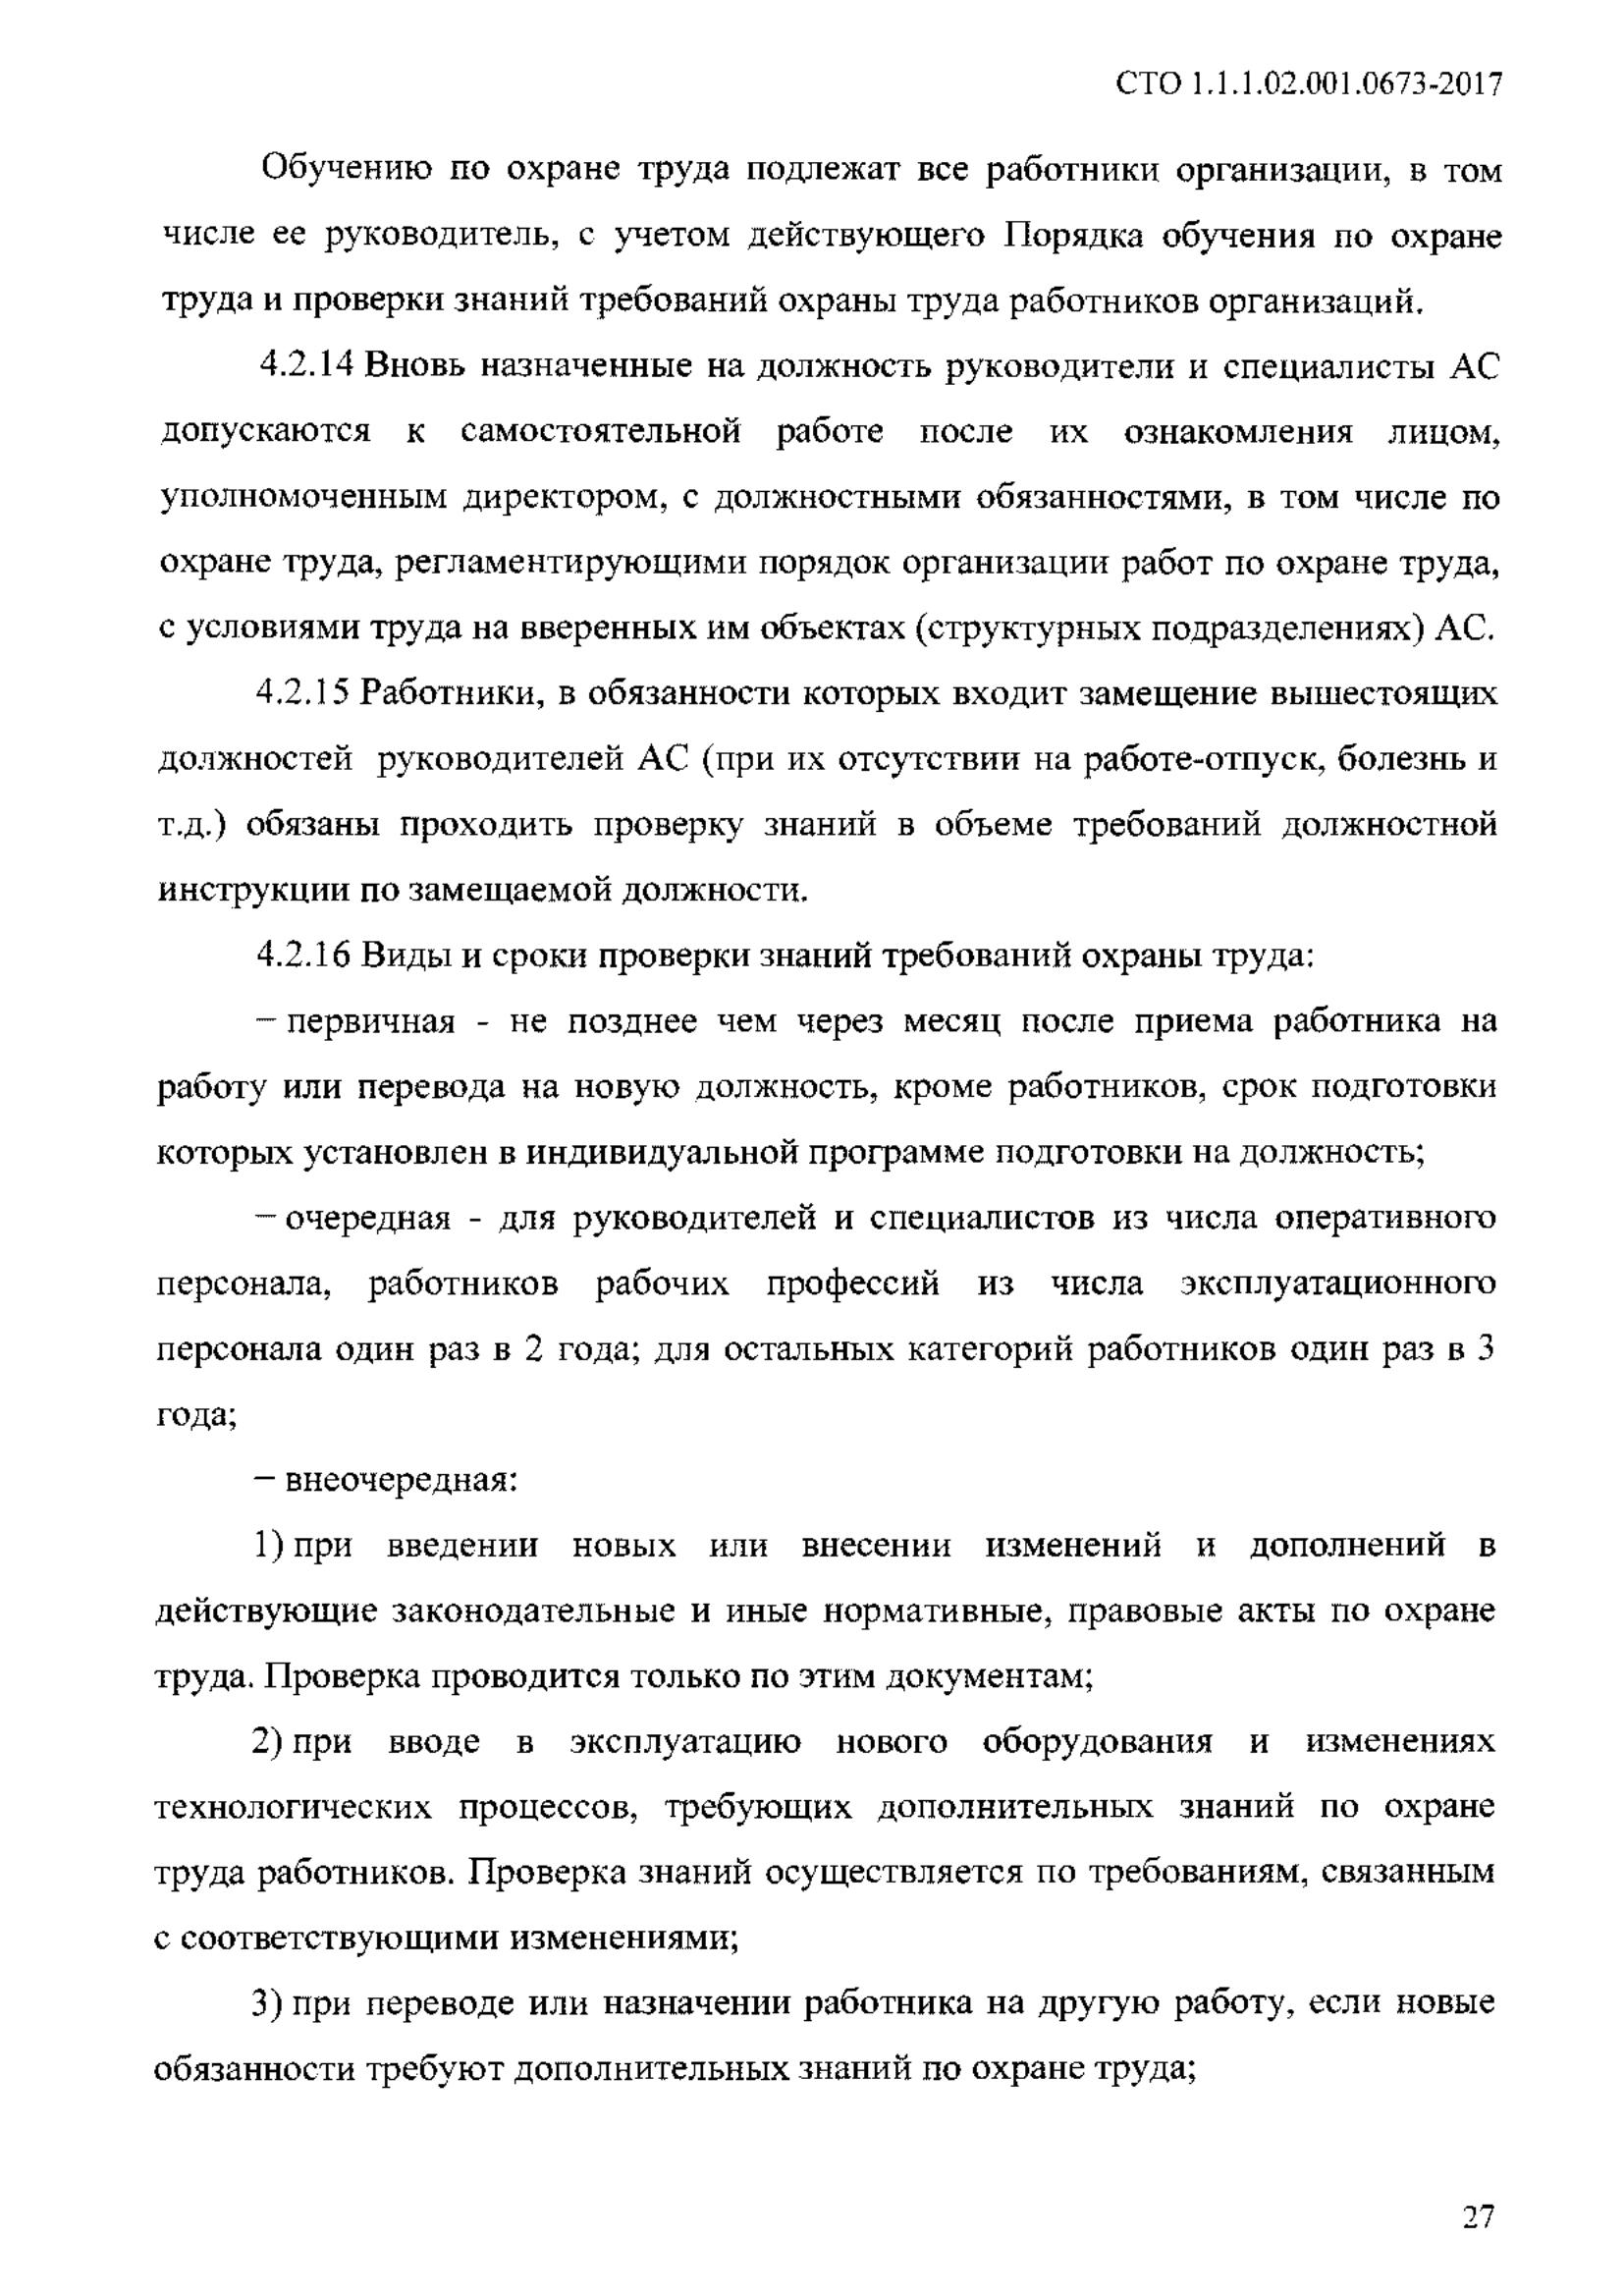 СТО 1.1.1.02.001.0673-2017
Обучению по охране труда подлежат все работники организации, в том
числе ее руководитель, с учетом действующего Порядка обучения по охране
труда и проверки знаний требований охраны труда работников организаций.
4.2.14 Вновь назначенные на должность руководители и специалисты АС
допускаются к самостоятельной работе после их ознакомления лицом,
уполномоченным директором, с должностными обязанностями, в том числе по
охране труда, регламентирующими порядок организации работ по охране труда,
с условиями труда на вверенных им объектах (структурных подразделениях) АС.
4.2.15 Работники, в обязанности которых входит замещение вышестоящих
должностей руководителей АС (при их отсутствии на работе-отпуск, болезнь и
т.д.) обязаны проходить проверку знаний в объеме требований должностной
инструкции по замещаемой должности.
4.2.16 Виды и сроки проверки знаний требований охраны труда:
– первичная - не позднее чем через месяц после приема работника на
работу или перевода на новую должность, кроме работников, срок подготовки
которых установлен в индивидуальной программе подготовки на должность;
– очередная - для руководителей и специалистов из числа оперативного
персонала, работников рабочих профессий из числа эксплуатационного
персонала один раз в 2 года; для остальных категорий работников один раз в 3
года;
– внеочередная:
1) при введении новых или внесении изменений и дополнений в
действующие законодательные и иные нормативные, правовые акты по охране
труда. Проверка проводится только по этим документам;
2) при вводе в эксплуатацию нового оборудования и изменениях
технологических процессов, требующих дополнительных знаний по охране
труда работников. Проверка знаний осуществляется по требованиям, связанным
с соответствующими изменениями;
3) при переводе или назначении работника на другую работу, если новые
обязанности требуют дополнительных знаний по охране труда;
27